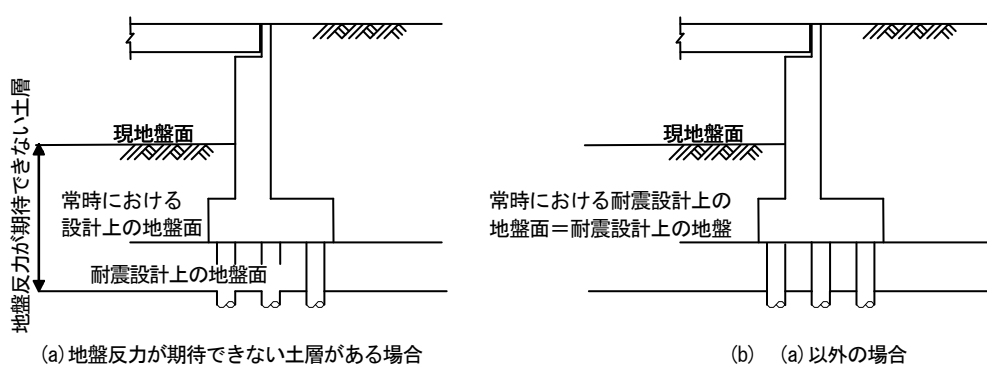 地盤反力が期待できない土層
現地盤面
常時における
設計上の地盤面
耐震設計上の地盤面
(a)地盤反力が期待できない土層がある場合
現地盤面
常時における耐震設計上の
地盤面＝耐震設計上の地盤
(b) (a)以外の場合